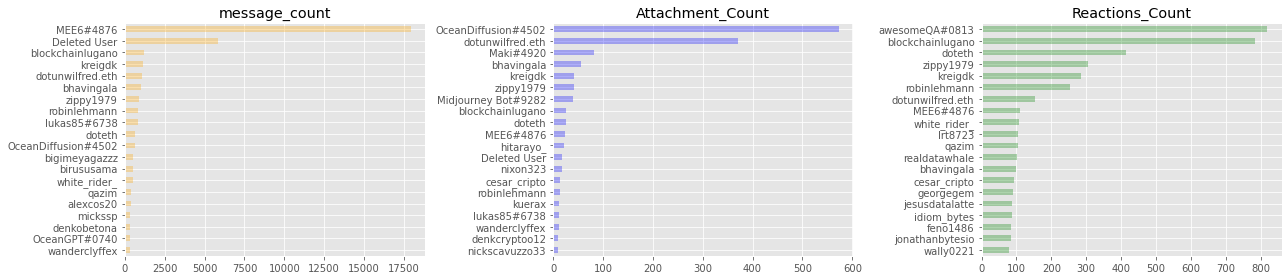 message_count
MEE6#4876
Deleted User
blockchainlugano
kreigdk
dotunwilfred.eth
bhavingala
zippy1979
robinlehmann
lukas85#6738
doteth
OceanDiffusion#4502
bigimeyagazzz
birususama
white_rider_
qazim
alexcos20
mickssp
denkobetona
OceanGPT#0740
wanderclyffex
0 2500 5000 7500 10000 12500 15000 17500
Attachment_Count
OceanDiffusion#4502
dotunwilfred.eth
Maki#4920
bhavingala
kreigdk
zippy1979
Midjourney Bot#9282
blockchainlugano
doteth
MEE6#4876
hitarayo_
Deleted User
nixon323
cesar_cripto
robinlehmann
kuerax
lukas85#6738
wanderclyffex
denkcryptoo12
nickscavuzzo33
0 100 200 300 400 500 600
Reactions_Count
awesomeQA#0813
blockchainlugano
doteth
zippy1979
kreigdk
robinlehmann
dotunwilfred.eth
MEE6#4876
white_rider_
lrt8723
qazim
realdatawhale
bhavingala
cesar_cripto
georgegem
jesusdatalatte
idiom_bytes
feno1486
jonathanbytesio
wally0221
0 100 200 300 400 500 600 700 800